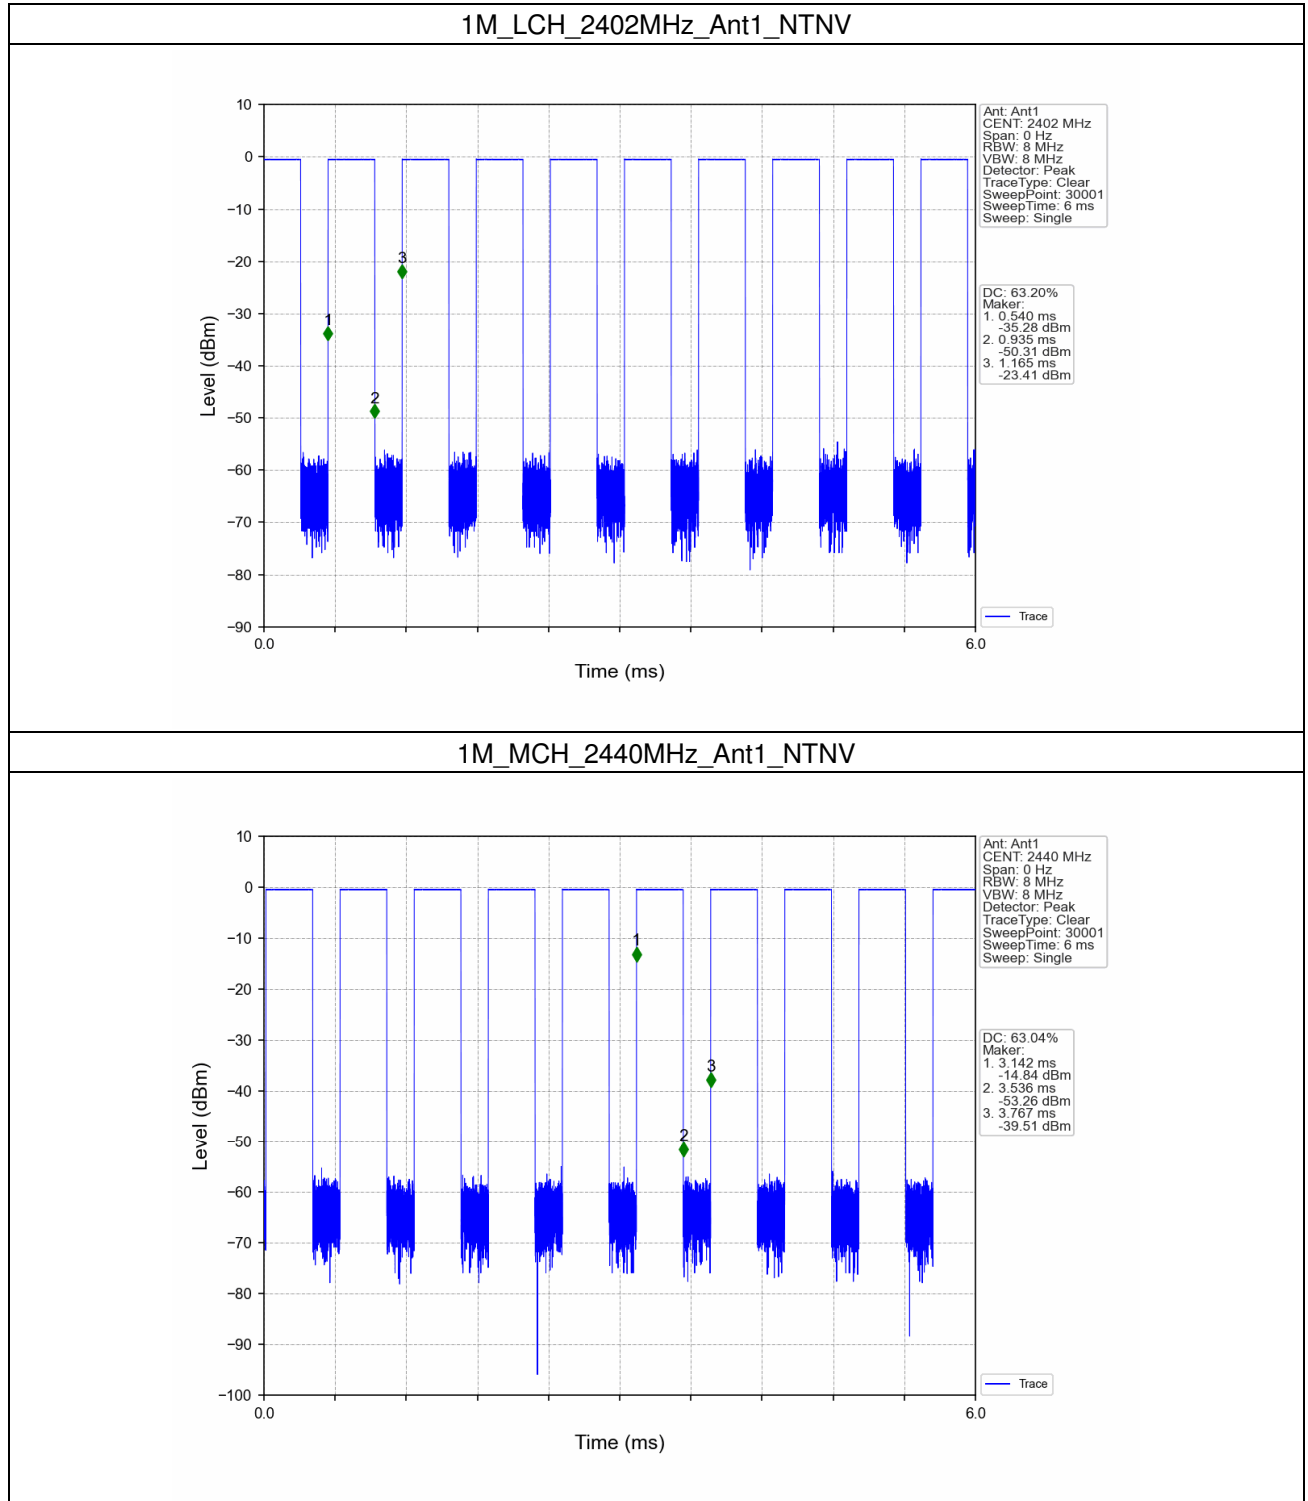 1M_LCH_2402MHz_Ant1_NTNV
10
0
−10
−20
−30
−40
−50
−60
−70
−80
−90
Level (dBm)
1
2
3
0.0
6.0
Time (ms)
Ant: Ant1
CENT: 2402 MHz
Span: 0 Hz
RBW: 8 MHz
VBW: 8 MHz
Detector: Peak
TraceType: Clear
SweepPoint: 30001
SweepTime: 6 ms
Sweep: Single
DC: 63.20%
Maker:
1. 0.540 ms
-35.28 dBm
2. 0.935 ms
-50.31 dBm
3. 1.165 ms
-23.41 dBm
Trace
1M_MCH_2440MHz_Ant1_NTNV
10
0
−10
−20
−30
−40
−50
−60
−70
−80
−90
−100
Level (dBm)
1
2
3
0.0
6.0
Time (ms)
Ant: Ant1
CENT: 2440 MHz
Span: 0 Hz
RBW: 8 MHz
VBW: 8 MHz
Detector: Peak
TraceType: Clear
SweepPoint: 30001
SweepTime: 6 ms
Sweep: Single
DC: 63.04%
Maker:
1. 3.142 ms
-14.84 dBm
2. 3.536 ms
-53.26 dBm
3. 3.767 ms
-39.51 dBm
Trace